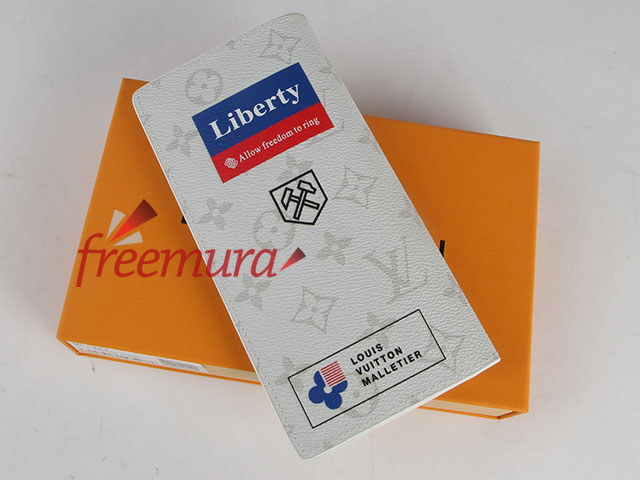 Liberty
Allow freedom to ring
freemura
LOUIS
VUITTON
MALLETIER